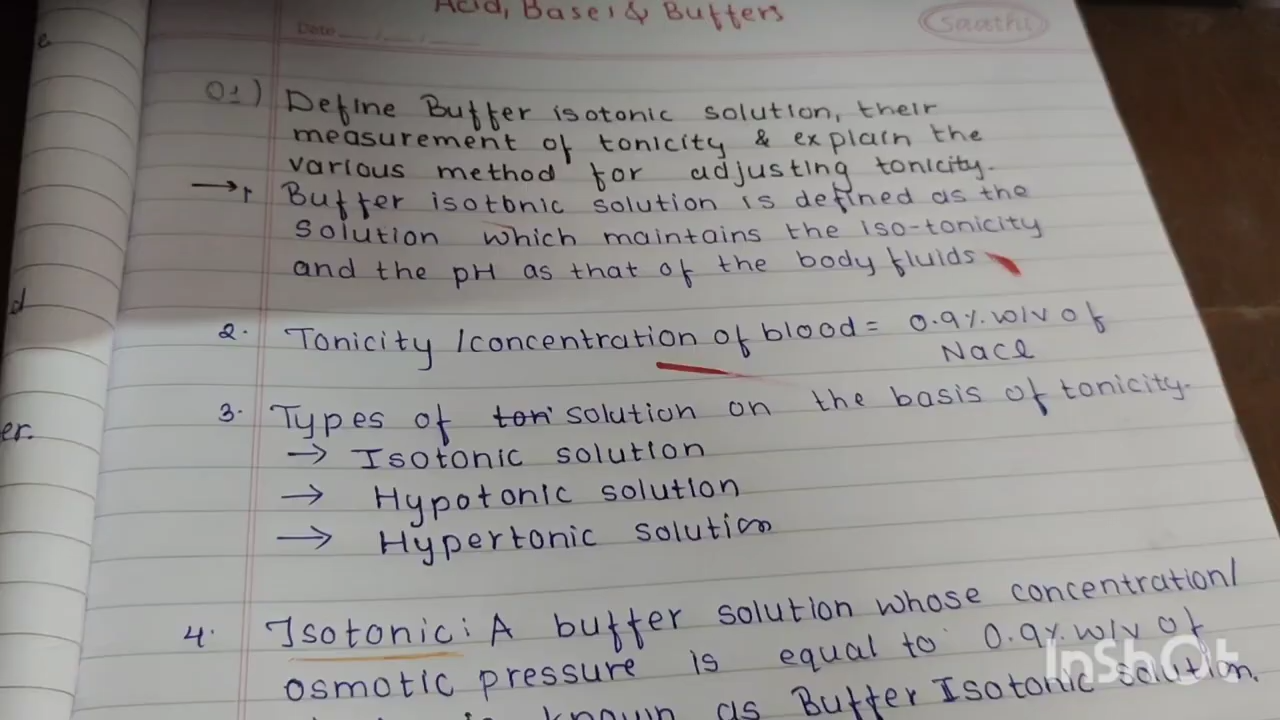 Acid, Base, & Buffers
Date
Saathi
e
Q1) Define Buffer isotonic solution, their
measurement of tonicity & explain the
various method for adjusting tonicity.
→ 1. Buffer isotonic solution is defined as the
solution which maintains the iso-tonicity
and the pH as that of the body fluids
d
2. Tonicity /concentration of blood = 0.9% w/v of
NaCl
3. Types of ton solution on the basis of tonicity.
er.
→ Isotonic solution
→ Hypotonic solution
→ Hypertonic solution
4. Isotonic: A buffer solution whose concentration/
osmotic pressure is equal to 0.9% w/v of
known as Buffer Isotonic solution.
InShot